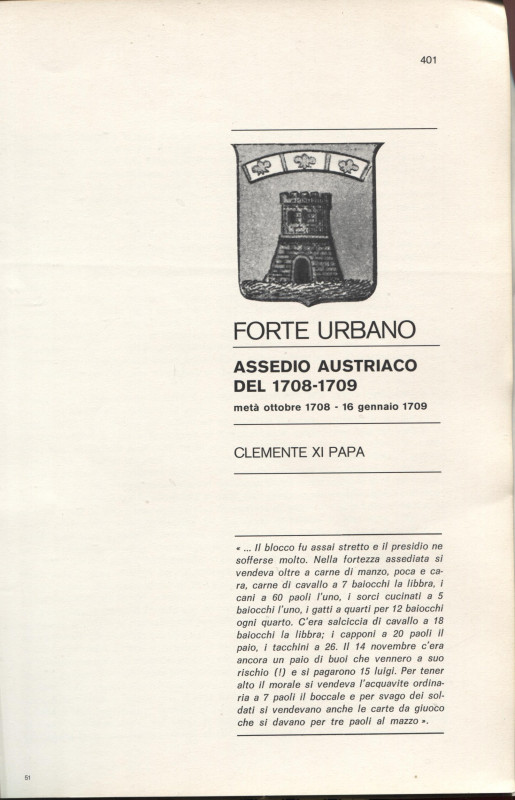 401
FORTE URBANO
ASSEDIO AUSTRIACO
DEL 1708-1709
metà ottobre 1708 - 16 gennaio 1709
CLEMENTE XI PAPA
« ... Il blocco fu assai stretto e il presidio ne
sofferse molto. Nella fortezza assediata si
vendeva oltre a carne di manzo, poca e ca-
ra, carne di cavallo a 7 baiocchi la libbra, i
cani a 60 paoli l'uno, i sorci cucinati a 5
baiocchi l'uno, i gatti a quarti per 12 baiocchi
ogni quarto. C'era salciccia di cavallo a 18
baiocchi la libbra; i capponi a 20 paoli il
paio, i tacchini a 26. Il 14 novembre c'era
ancora un paio di buoi che vennero a suo
rischio (!) e si pagarono 15 luigi. Per tener
alto il morale si vendeva l'acquavite ordina-
ria a 7 paoli il boccale e per svago dei sol-
dati si vendevano anche le carte da giuoco
che si davano per tre paoli al mazzo ».
51